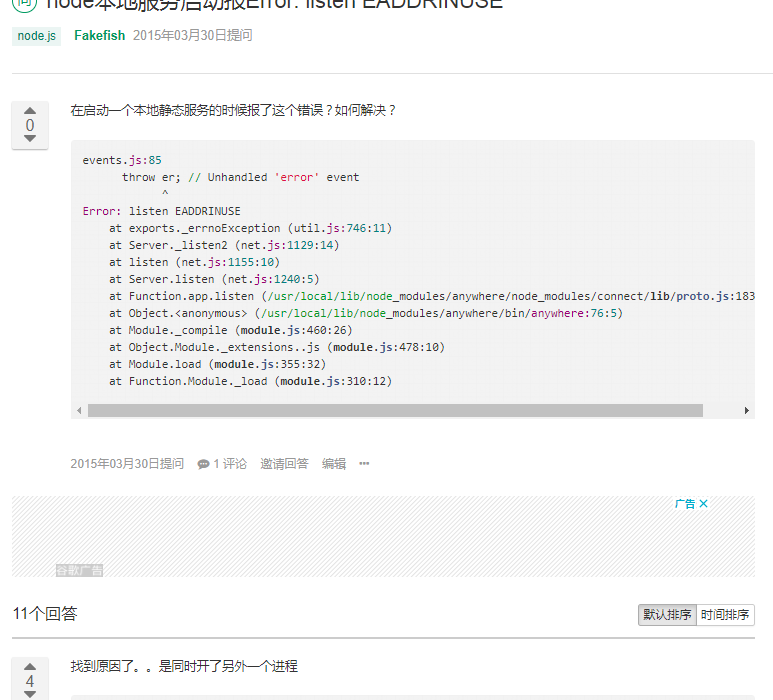 问 node本地服务启动报Error: listen EADDRINUSE
node.js Fakefish 2015年03月30日提问
0
在启动一个本地静态服务的时候报了这个错误？如何解决？
events.js:85
      throw er; // Unhandled 'error' event
            ^
Error: listen EADDRINUSE
    at exports._errnoException (util.js:746:11)
    at Server._listen2 (net.js:1129:14)
    at listen (net.js:1155:10)
    at Server.listen (net.js:1240:5)
    at Function.app.listen (/usr/local/lib/node_modules/anywhere/node_modules/connect/lib/proto.js:183
    at Object.<anonymous> (/usr/local/lib/node_modules/anywhere/bin/anywhere:76:5)
    at Module._compile (module.js:460:26)
    at Object.Module._extensions..js (module.js:478:10)
    at Module.load (module.js:355:32)
    at Function.Module._load (module.js:310:12)
2015年03月30日提问 1 评论 邀请回答 编辑 •••
广告 ×
谷歌广告
11个回答 默认排序 时间排序
4
找到原因了。。是同时开了另外一个进程